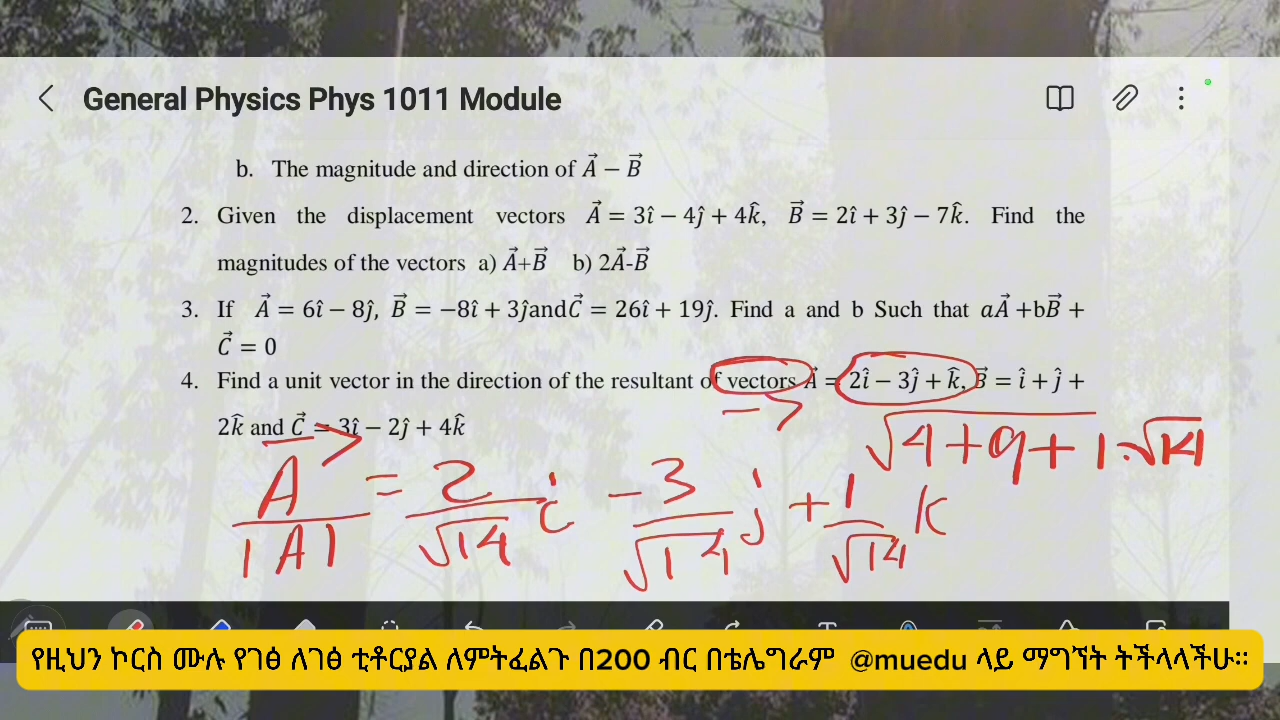 General Physics Phys 1011 Module
b. The magnitude and direction of A⃗ − B⃗
2. Given the displacement vectors A⃗ = 3î − 4ĵ + 4k̂, B⃗ = 2î + 3ĵ − 7k̂. Find the
magnitudes of the vectors a) A⃗+B⃗ b) 2A⃗-B⃗
3. If A⃗ = 6î − 8ĵ, B⃗ = −8î + 3ĵandC⃗ = 26î + 19ĵ. Find a and b Such that aA⃗ +bB⃗ +
C⃗ = 0
4. Find a unit vector in the direction of the resultant of vectors A⃗ = 2î − 3ĵ + k̂, B⃗ = î + ĵ +
2k̂ and C⃗ = 3î − 2ĵ + 4k̂
√4+9+1 . √14
A⃗/|A| = 2/√14 i − 3/√14 j + 1/√14 k
የዚህን ኮርስ ሙሉ የገፅ ለገፅ ቲቶርያል ለምትፈልጉ በ200 ብር በቴሌግራም @muedu ላይ ማግኘት ትችላላችሁ።